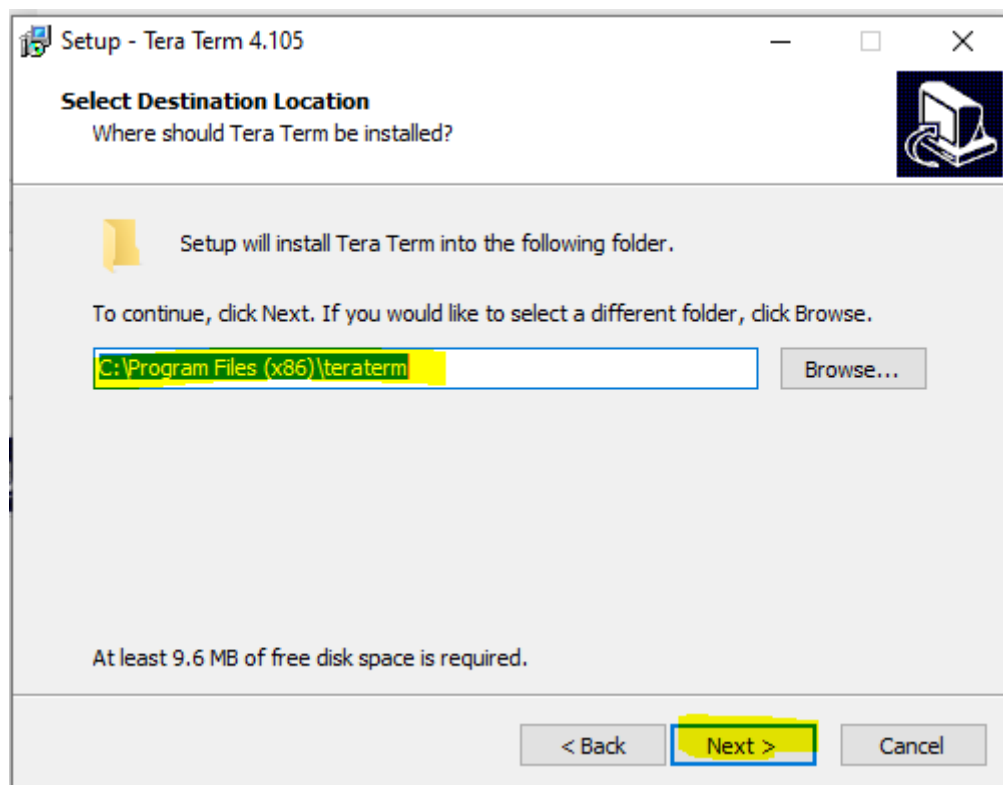 Setup - Tera Term 4.105
Select Destination Location
Where should Tera Term be installed?
Setup will install Tera Term into the following folder.
To continue, click Next. If you would like to select a different folder, click Browse.
C:\Program Files (x86)\teraterm
Browse...
At least 9.6 MB of free disk space is required.
< Back
Next >
Cancel